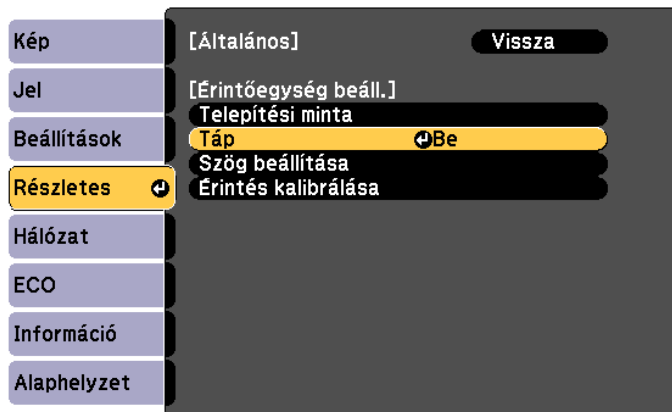 Kép
Jel
Beállítások
Részletes
Hálózat
ECO
Információ
Alaphelyzet
[Általános] Vissza
[Érintőegység beáll.]
Telepítési minta
Táp Be
Szög beállítása
Érintés kalibrálása